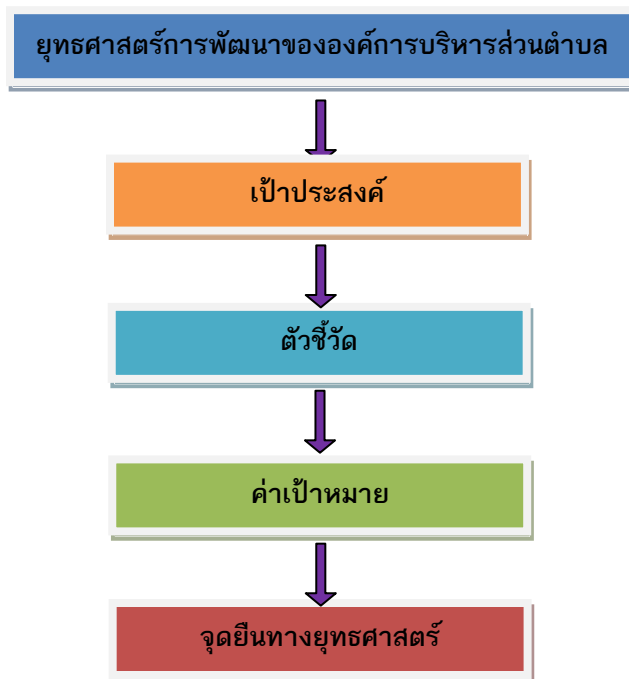 ยุทธศาสตร์การพัฒนาขององค์การบริหารส่วนตำบล
เป้าประสงค์
ตัวชี้วัด
ค่าเป้าหมาย
จุดยืนทางยุทธศาสตร์